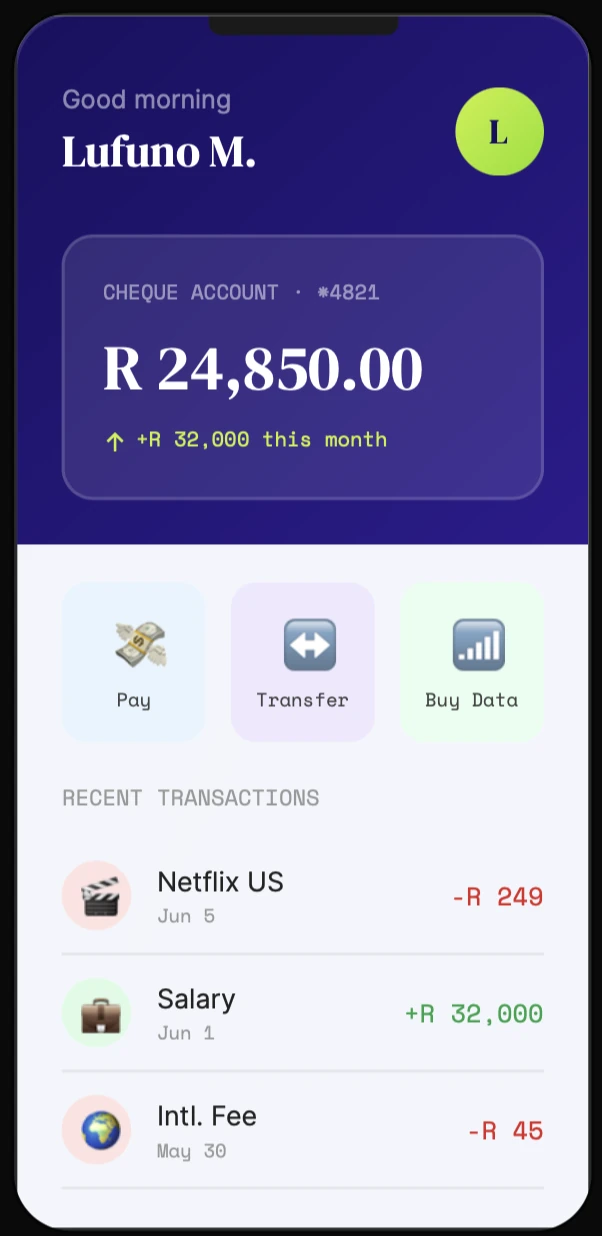 Good morning
Lufuno M.
L
CHEQUE ACCOUNT · *4821
R 24,850.00
↑ +R 32,000 this month
Pay
Transfer
Buy Data
RECENT TRANSACTIONS
Netflix US
Jun 5
-R 249
Salary
Jun 1
+R 32,000
Intl. Fee
May 30
-R 45